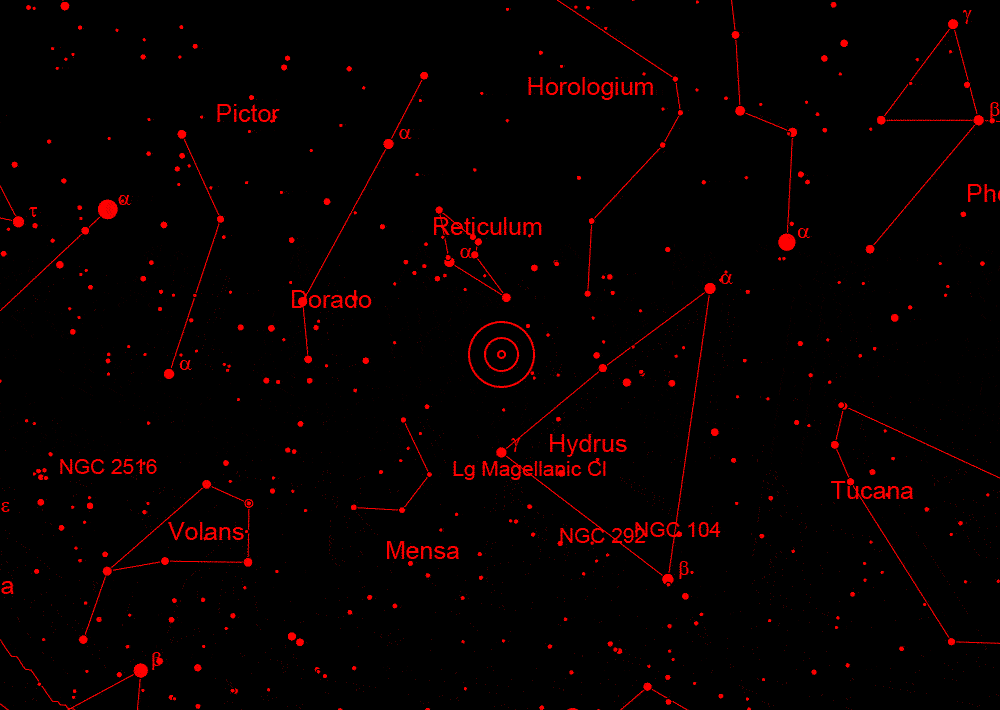 γ
Horologium
Pictor
β
α
Phe
α
τ
Reticulum
α
α
α
Dorado
α
γ
Hydrus
NGC 2516
Lg Magellanic Cl
Tucana
ε
Volans
NGC 292
NGC 104
Mensa
β
a
β